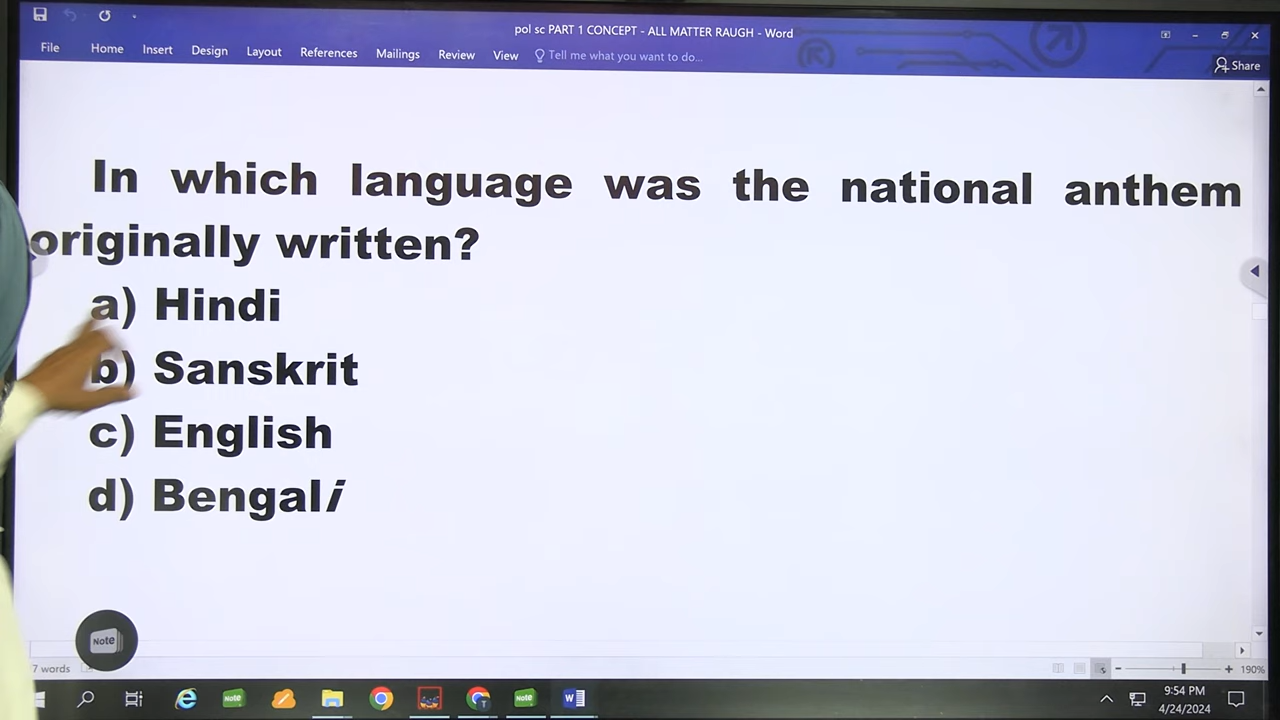 pol sc PART 1 CONCEPT - ALL MATTER RAUGH - Word
File Home Insert Design Layout References Mailings Review View Tell me what you want to do... Share
In which language was the national anthem
originally written?
a) Hindi
b) Sanskrit
c) English
d) Bengali
Note
7 words 190%
Note Note 9:54 PM
4/24/2024